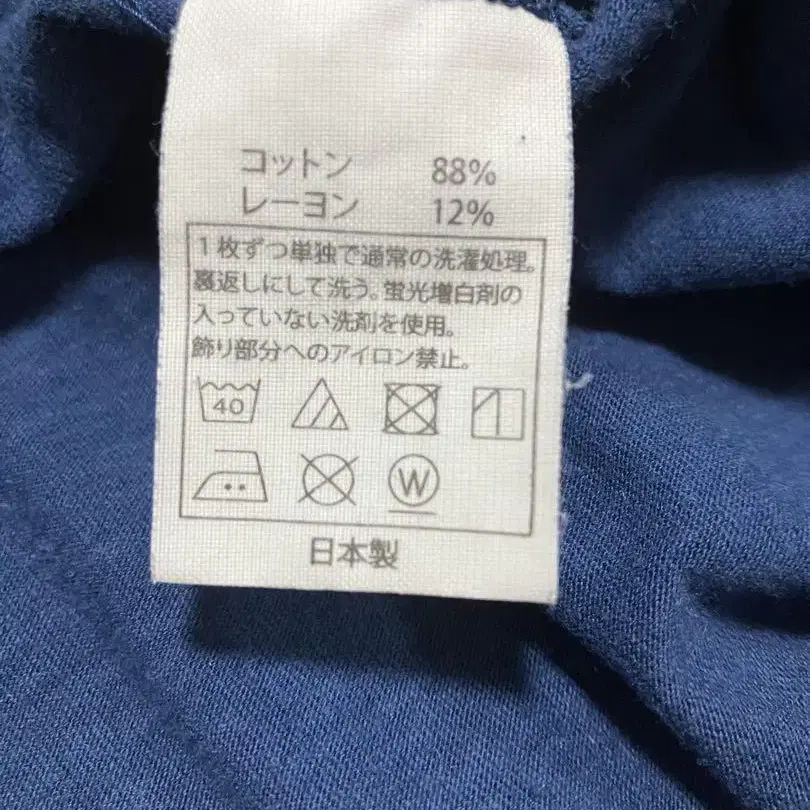 コットン 88%
レーヨン 12%
1枚ずつ単独で通常の洗濯処理。
裏返しにして洗う。蛍光増白剤の
入っていない洗剤を使用。
飾り部分へのアイロン禁止。
40
W
日本製